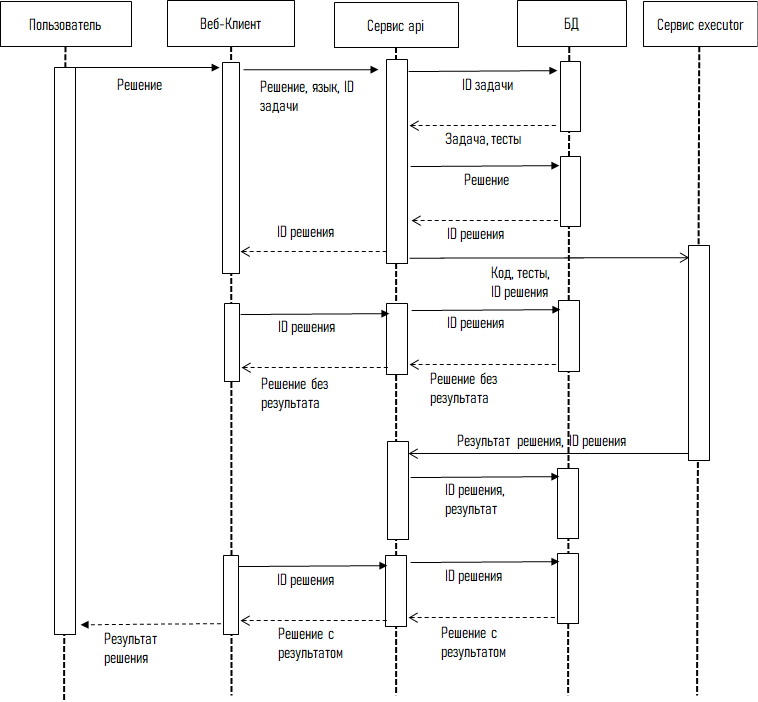 Пользователь
Веб-Клиент
Сервис api
БД
Сервис executor
Решение
Решение, язык, ID
задачи
ID задачи
Задача, тесты
Решение
ID решения
ID решения
Код, тесты,
ID решения
ID решения
ID решения
Решение без
результата
Решение без
результата
Результат решения, ID решения
ID решения,
результат
ID решения
ID решения
Результат
решения
Решение с
результатом
Решение с
результатом